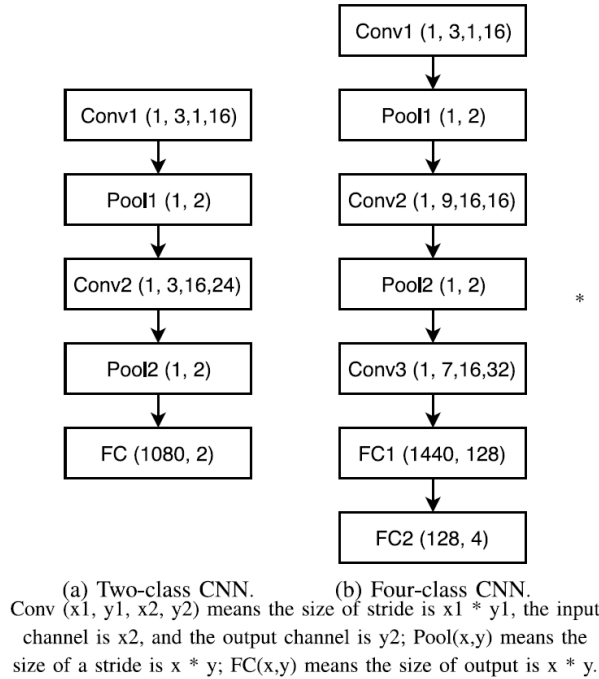 Conv1 (1, 3,1,16)
Pool1 (1, 2)
Conv2 (1, 3,16,24)
Pool2 (1, 2)
FC (1080, 2)
(a) Two-class CNN.
Conv1 (1, 3,1,16)
Pool1 (1, 2)
Conv2 (1, 9,16,16)
Pool2 (1, 2)
Conv3 (1, 7,16,32)
FC1 (1440, 128)
FC2 (128, 4)
(b) Four-class CNN.
*
Conv (x1, y1, x2, y2) means the size of stride is x1 * y1, the input
channel is x2, and the output channel is y2; Pool(x,y) means the
size of a stride is x * y; FC(x,y) means the size of output is x * y.